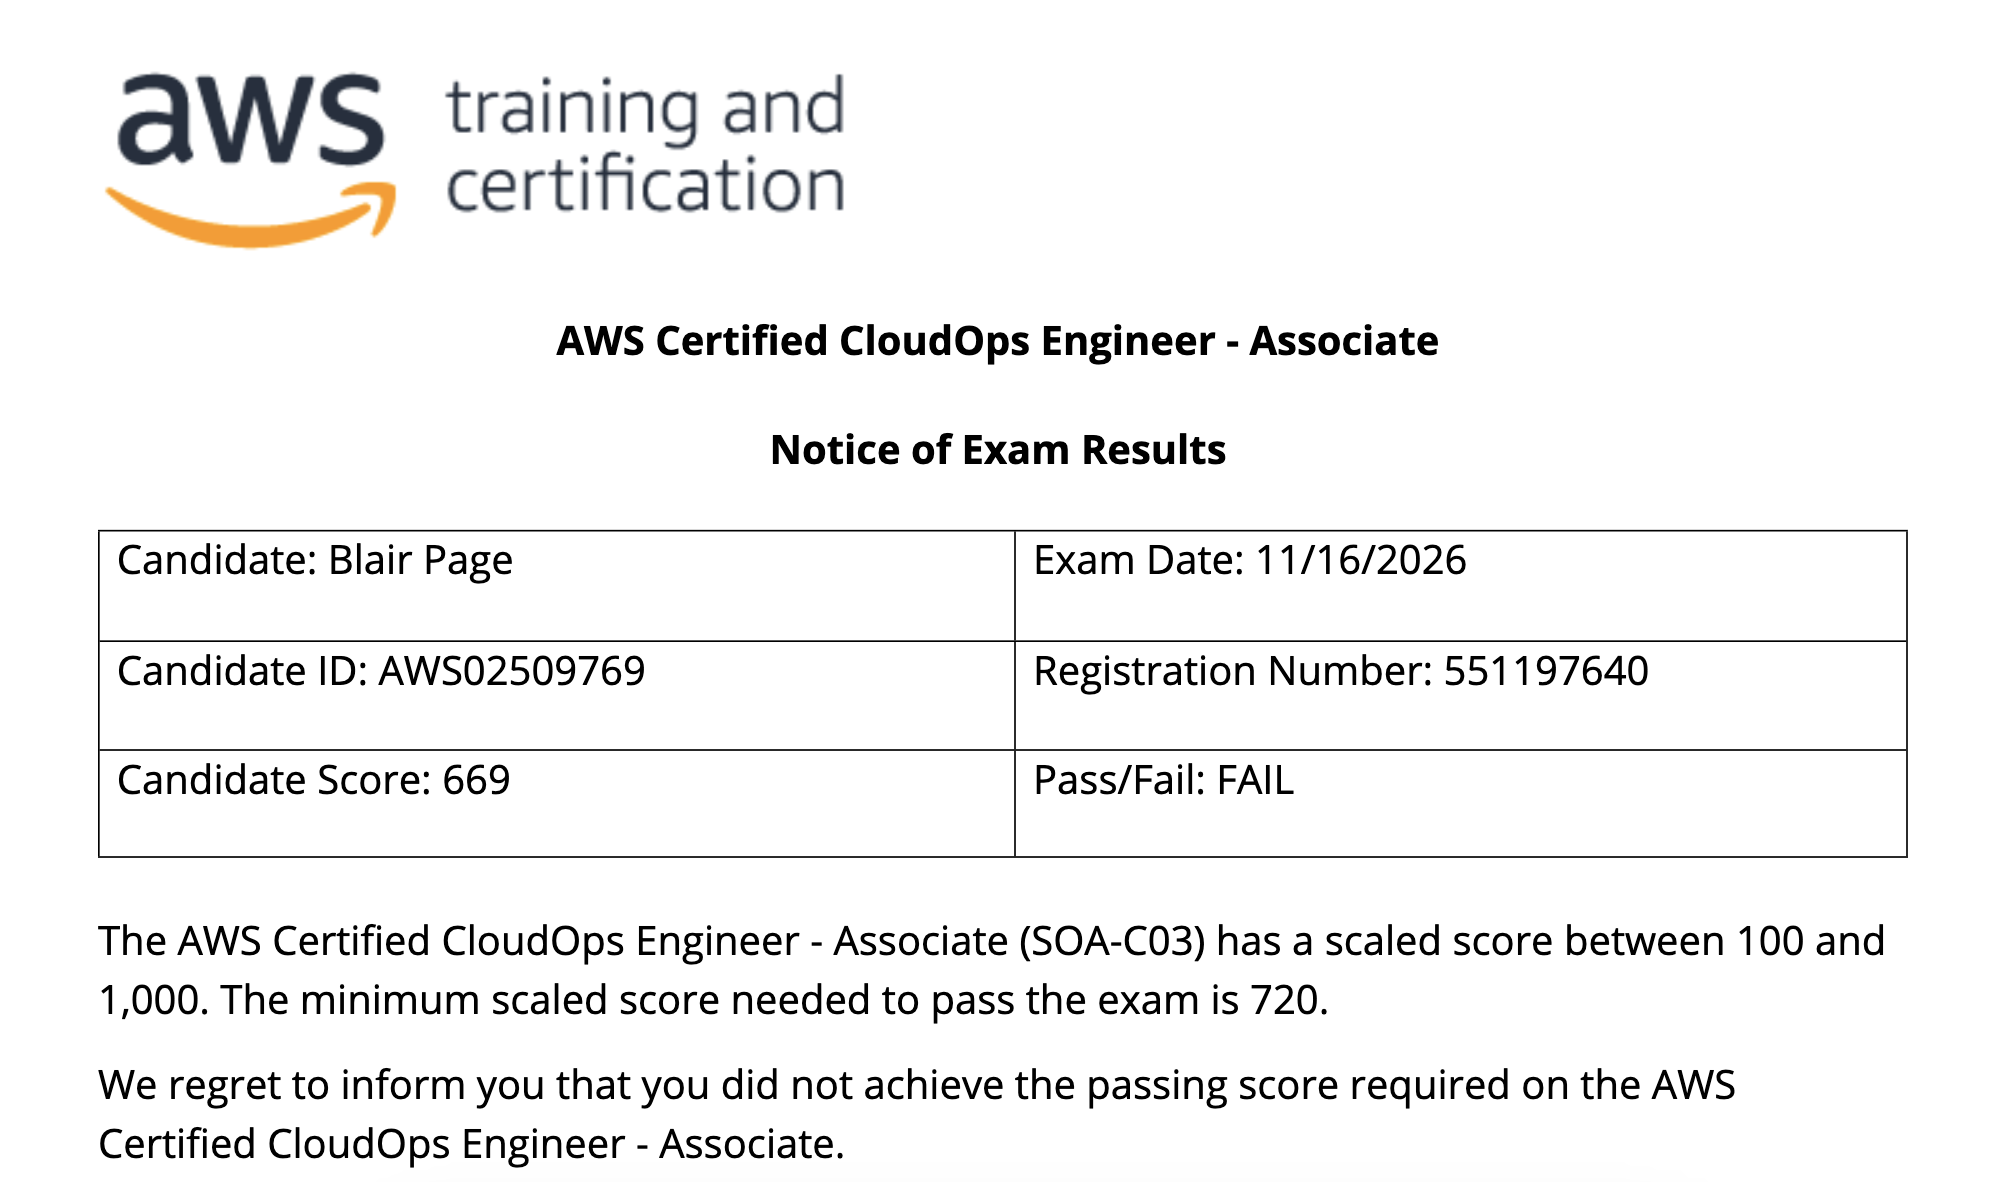 aws training and
certification
AWS Certified CloudOps Engineer - Associate
Notice of Exam Results
Candidate: Blair Page
Exam Date: 11/16/2026
Candidate ID: AWS02509769
Registration Number: 551197640
Candidate Score: 669
Pass/Fail: FAIL
The AWS Certified CloudOps Engineer - Associate (SOA-C03) has a scaled score between 100 and
1,000. The minimum scaled score needed to pass the exam is 720.
We regret to inform you that you did not achieve the passing score required on the AWS
Certified CloudOps Engineer - Associate.